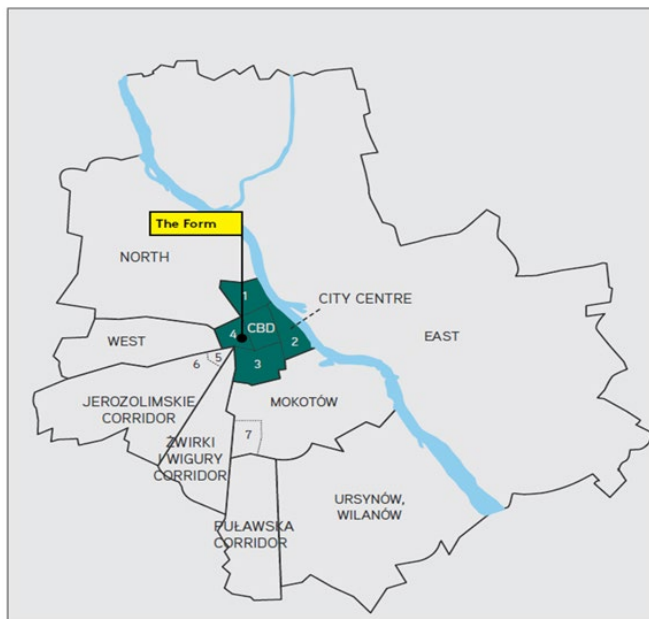 The Form
NORTH
1
CITY CENTRE
4
CBD
2
EAST
WEST
3
5
6
JEROZOLIMSKIE
CORRIDOR
MOKOTÓW
7
ŻWIRKI
I WIGURY
CORRIDOR
URSYNÓW,
WILANÓW
PUŁAWSKA
CORRIDOR